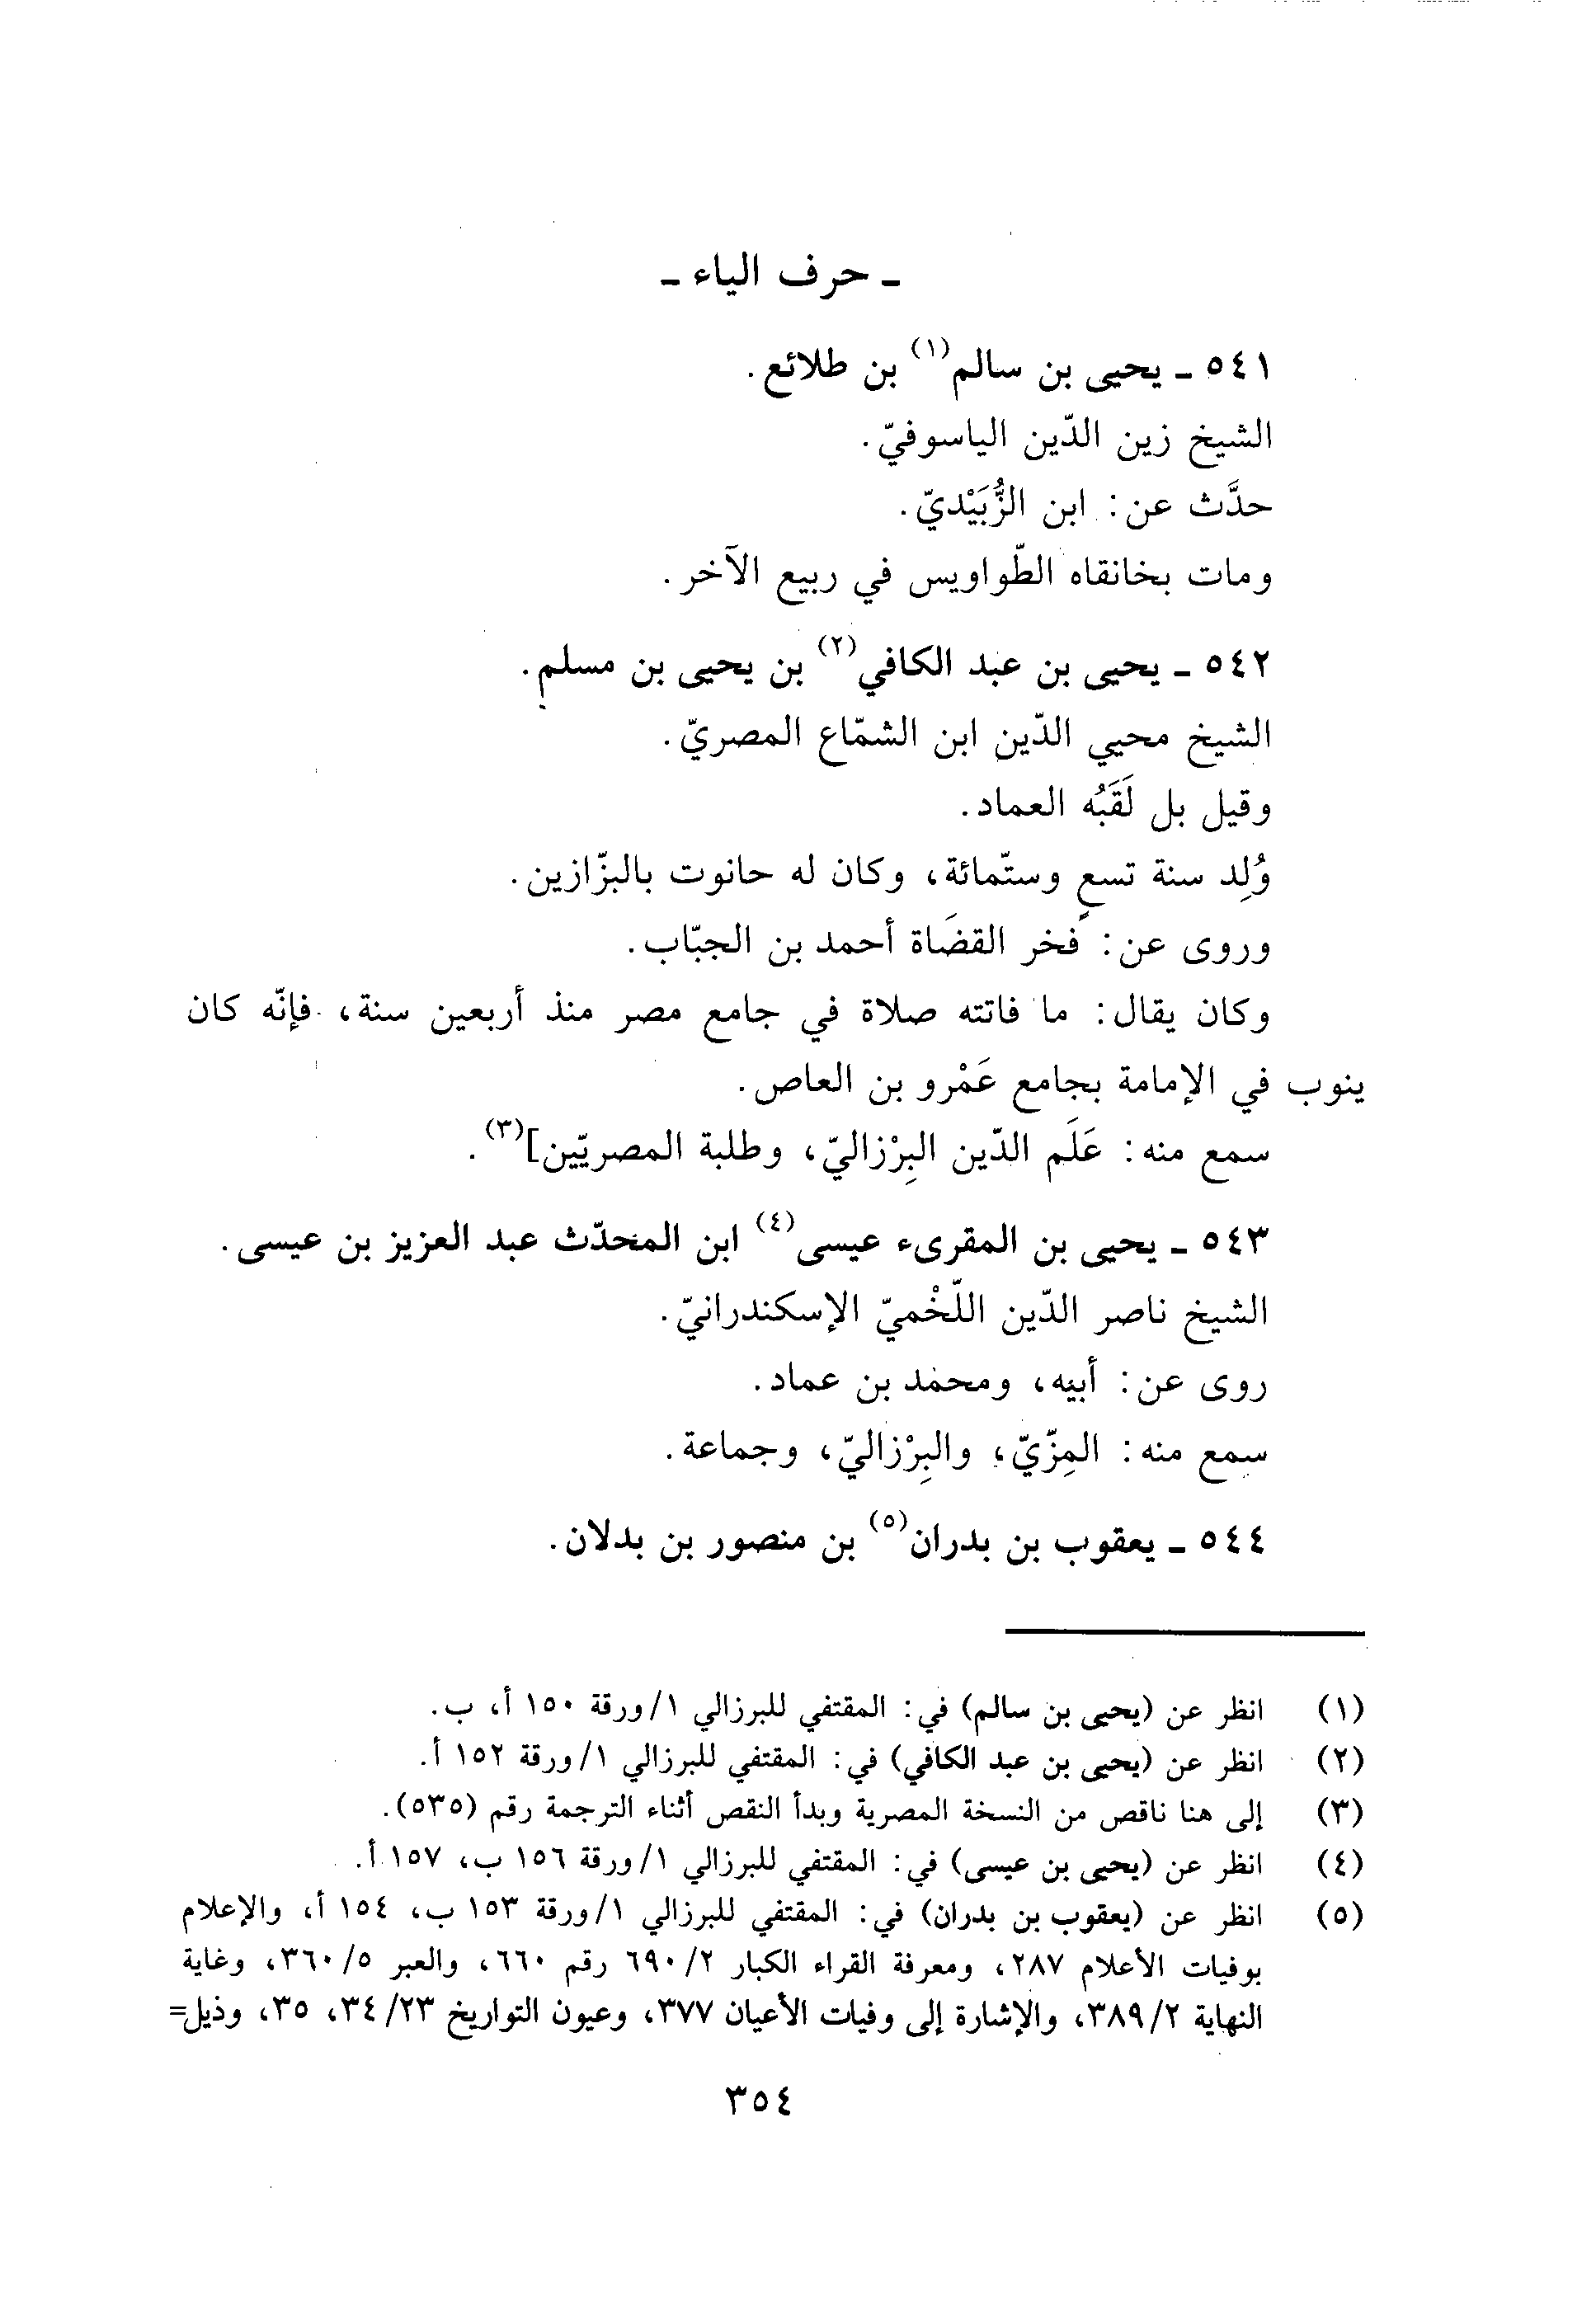 ـ حرف الياء ـ
٥٤١ ـ يحيى بن سالم(١) بن طلائع.
الشيخ زين الدّين الياسوفيّ.
حدَّث عن: ابن الزُّبَيْديّ.
ومات بخانقاه الطّواويس في ربيع الآخر.
٥٤٢ ـ يحيى بن عبد الكافي(٢) بن يحيى بن مسلم.
الشيخ محيي الدّين ابن الشمّاع المصريّ.
وقيل بل لَقَبُه العماد.
وُلِد سنة تسعٍ وستّمائة، وكان له حانوت بالبزّازين.
وروى عن: فخر القضَاة أحمد بن الجبّاب.
وكان يقال: ما فاتته صلاة في جامع مصر منذ أربعين سنة، فإنّه كان
ينوب في الإمامة بجامع عَمْرو بن العاص.
سمع منه: عَلَم الدّين البِرْزاليّ، وطلبة المصريّين](٣).
٥٤٣ ـ يحيى بن المقرىء عيسى(٤) ابن المحدّث عبد العزيز بن عيسى.
الشيخ ناصر الدّين اللّخْميّ الإسكندرانيّ.
روى عن: أبيه، ومحمد بن عماد.
سمع منه: المِزّيّ، والبِرْزاليّ، وجماعة.
٥٤٤ ـ يعقوب بن بدران(٥) بن منصور بن بدلان.
(١) انظر عن (يحيى بن سالم) في: المقتفي للبرزالي ١/ورقة ١٥٠ أ، ب.
(٢) انظر عن (يحيى بن عبد الكافي) في: المقتفي للبرزالي ١/ورقة ١٥٢ أ.
(٣) إلى هنا ناقص من النسخة المصرية وبدأ النقص أثناء الترجمة رقم (٥٣٥).
(٤) انظر عن (يحيى بن عيسى) في: المقتفي للبرزالي ١/ورقة ١٥٦ ب، ١٥٧ أ.
(٥) انظر عن (يعقوب بن بدران) في: المقتفي للبرزالي ١/ورقة ١٥٣ ب، ١٥٤ أ، والإعلام
بوفيات الأعلام ٢٨٧، ومعرفة القراء الكبار ٢/٦٩٠ رقم ٦٦٠، والعبر ٥/٣٦٠، وغاية
النهاية ٢/٣٨٩، والإشارة إلى وفيات الأعيان ٣٧٧، وعيون التواريخ ٢٣/٣٤، ٣٥، وذيل=
٣٥٤